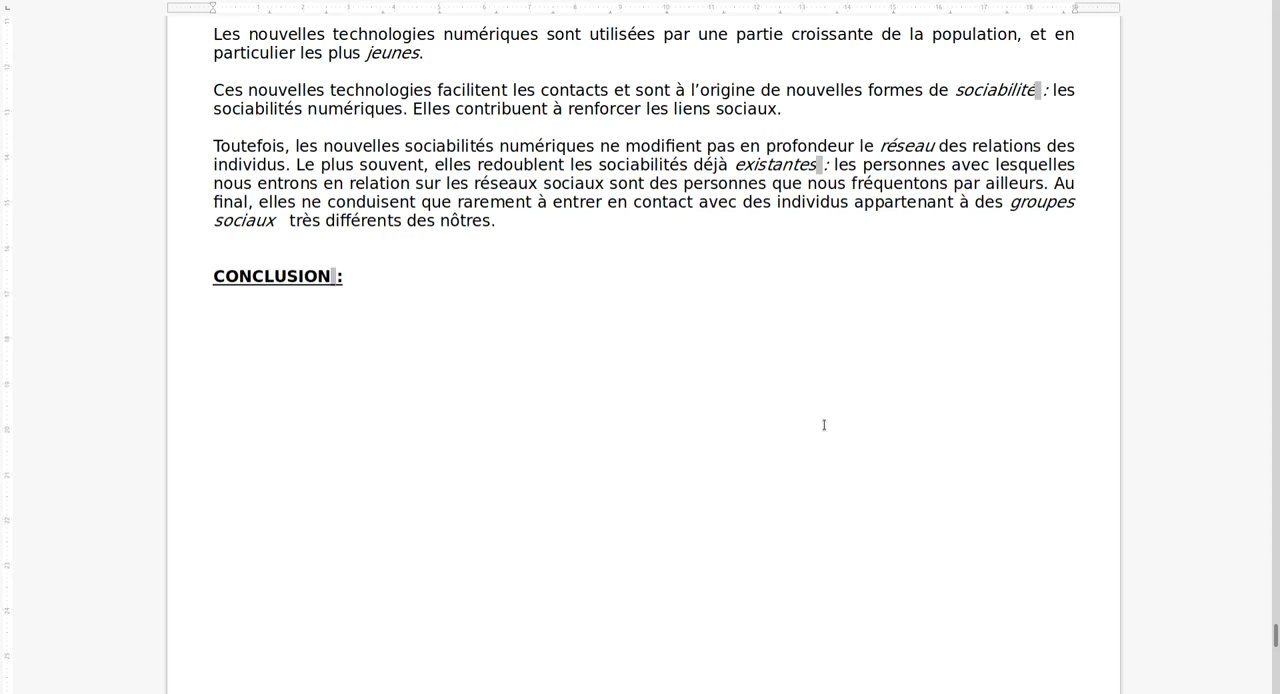 Les nouvelles technologies numériques sont utilisées par une partie croissante de la population, et en
particulier les plus jeunes.
Ces nouvelles technologies facilitent les contacts et sont à l’origine de nouvelles formes de sociabilité : les
sociabilités numériques. Elles contribuent à renforcer les liens sociaux.
Toutefois, les nouvelles sociabilités numériques ne modifient pas en profondeur le réseau des relations des
individus. Le plus souvent, elles redoublent les sociabilités déjà existantes : les personnes avec lesquelles
nous entrons en relation sur les réseaux sociaux sont des personnes que nous fréquentons par ailleurs. Au
final, elles ne conduisent que rarement à entrer en contact avec des individus appartenant à des groupes
sociaux très différents des nôtres.
CONCLUSION :